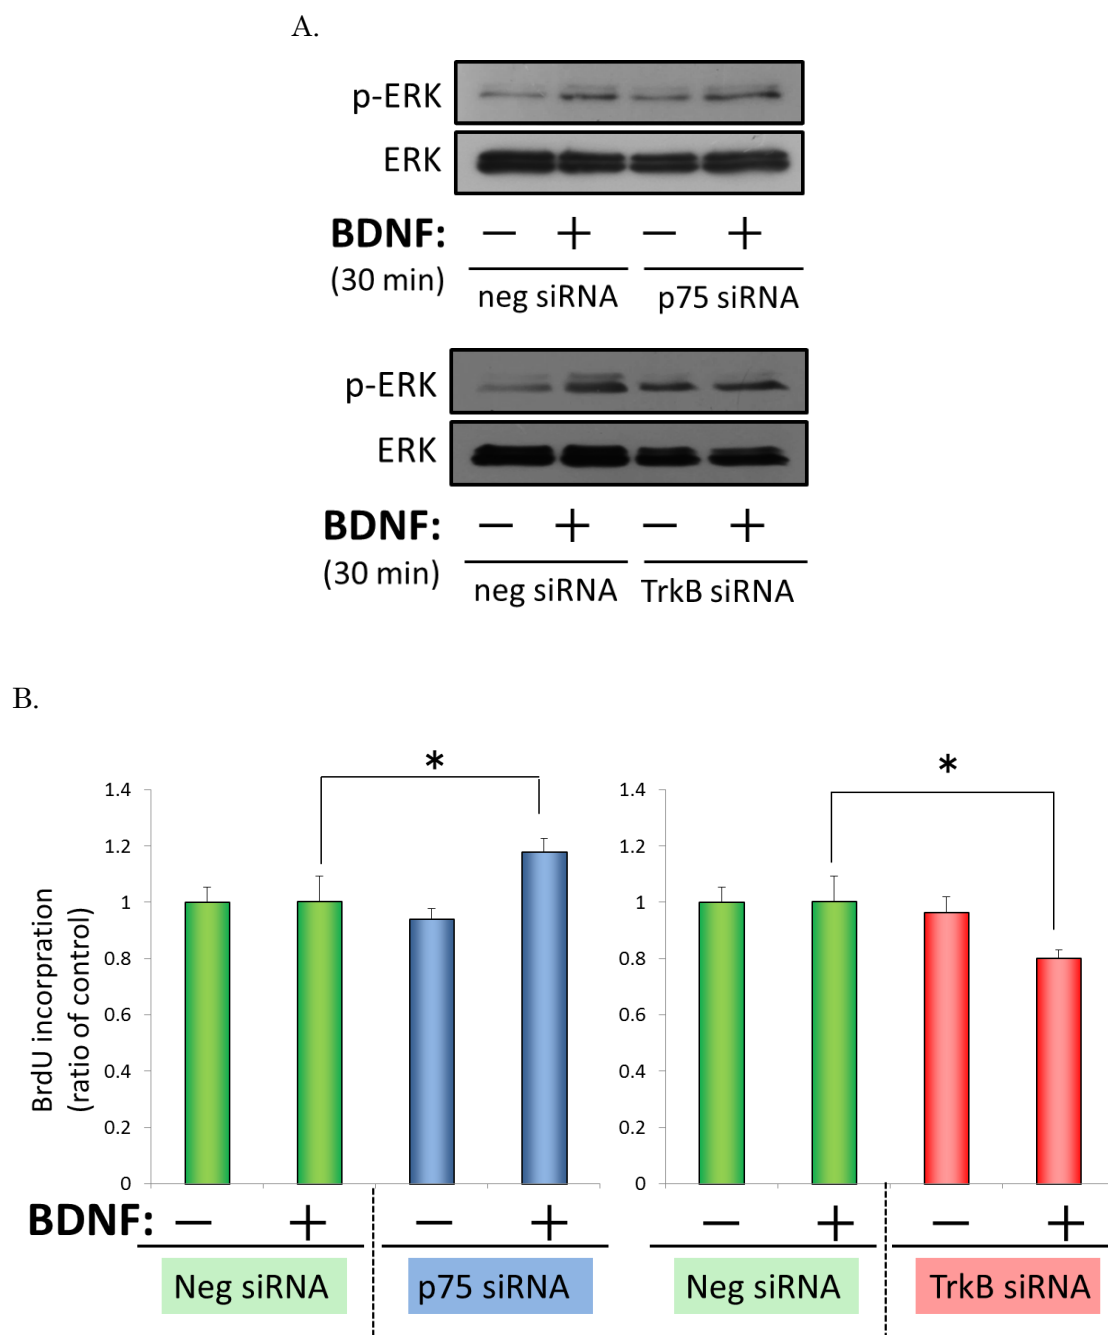 A.
p-ERK
ERK
BDNF: − + − +
(30 min)
neg siRNA p75 siRNA
p-ERK
ERK
BDNF: − + − +
(30 min)
neg siRNA TrkB siRNA
B.
* *
1.4 1.4
1.2 1.2
1 1
0.8 0.8
0.6 0.6
0.4 0.4
0.2 0.2
0 0
BrdU incorpration
(ratio of control)
BDNF: − + − + − + − +
Neg siRNA p75 siRNA Neg siRNA TrkB siRNA